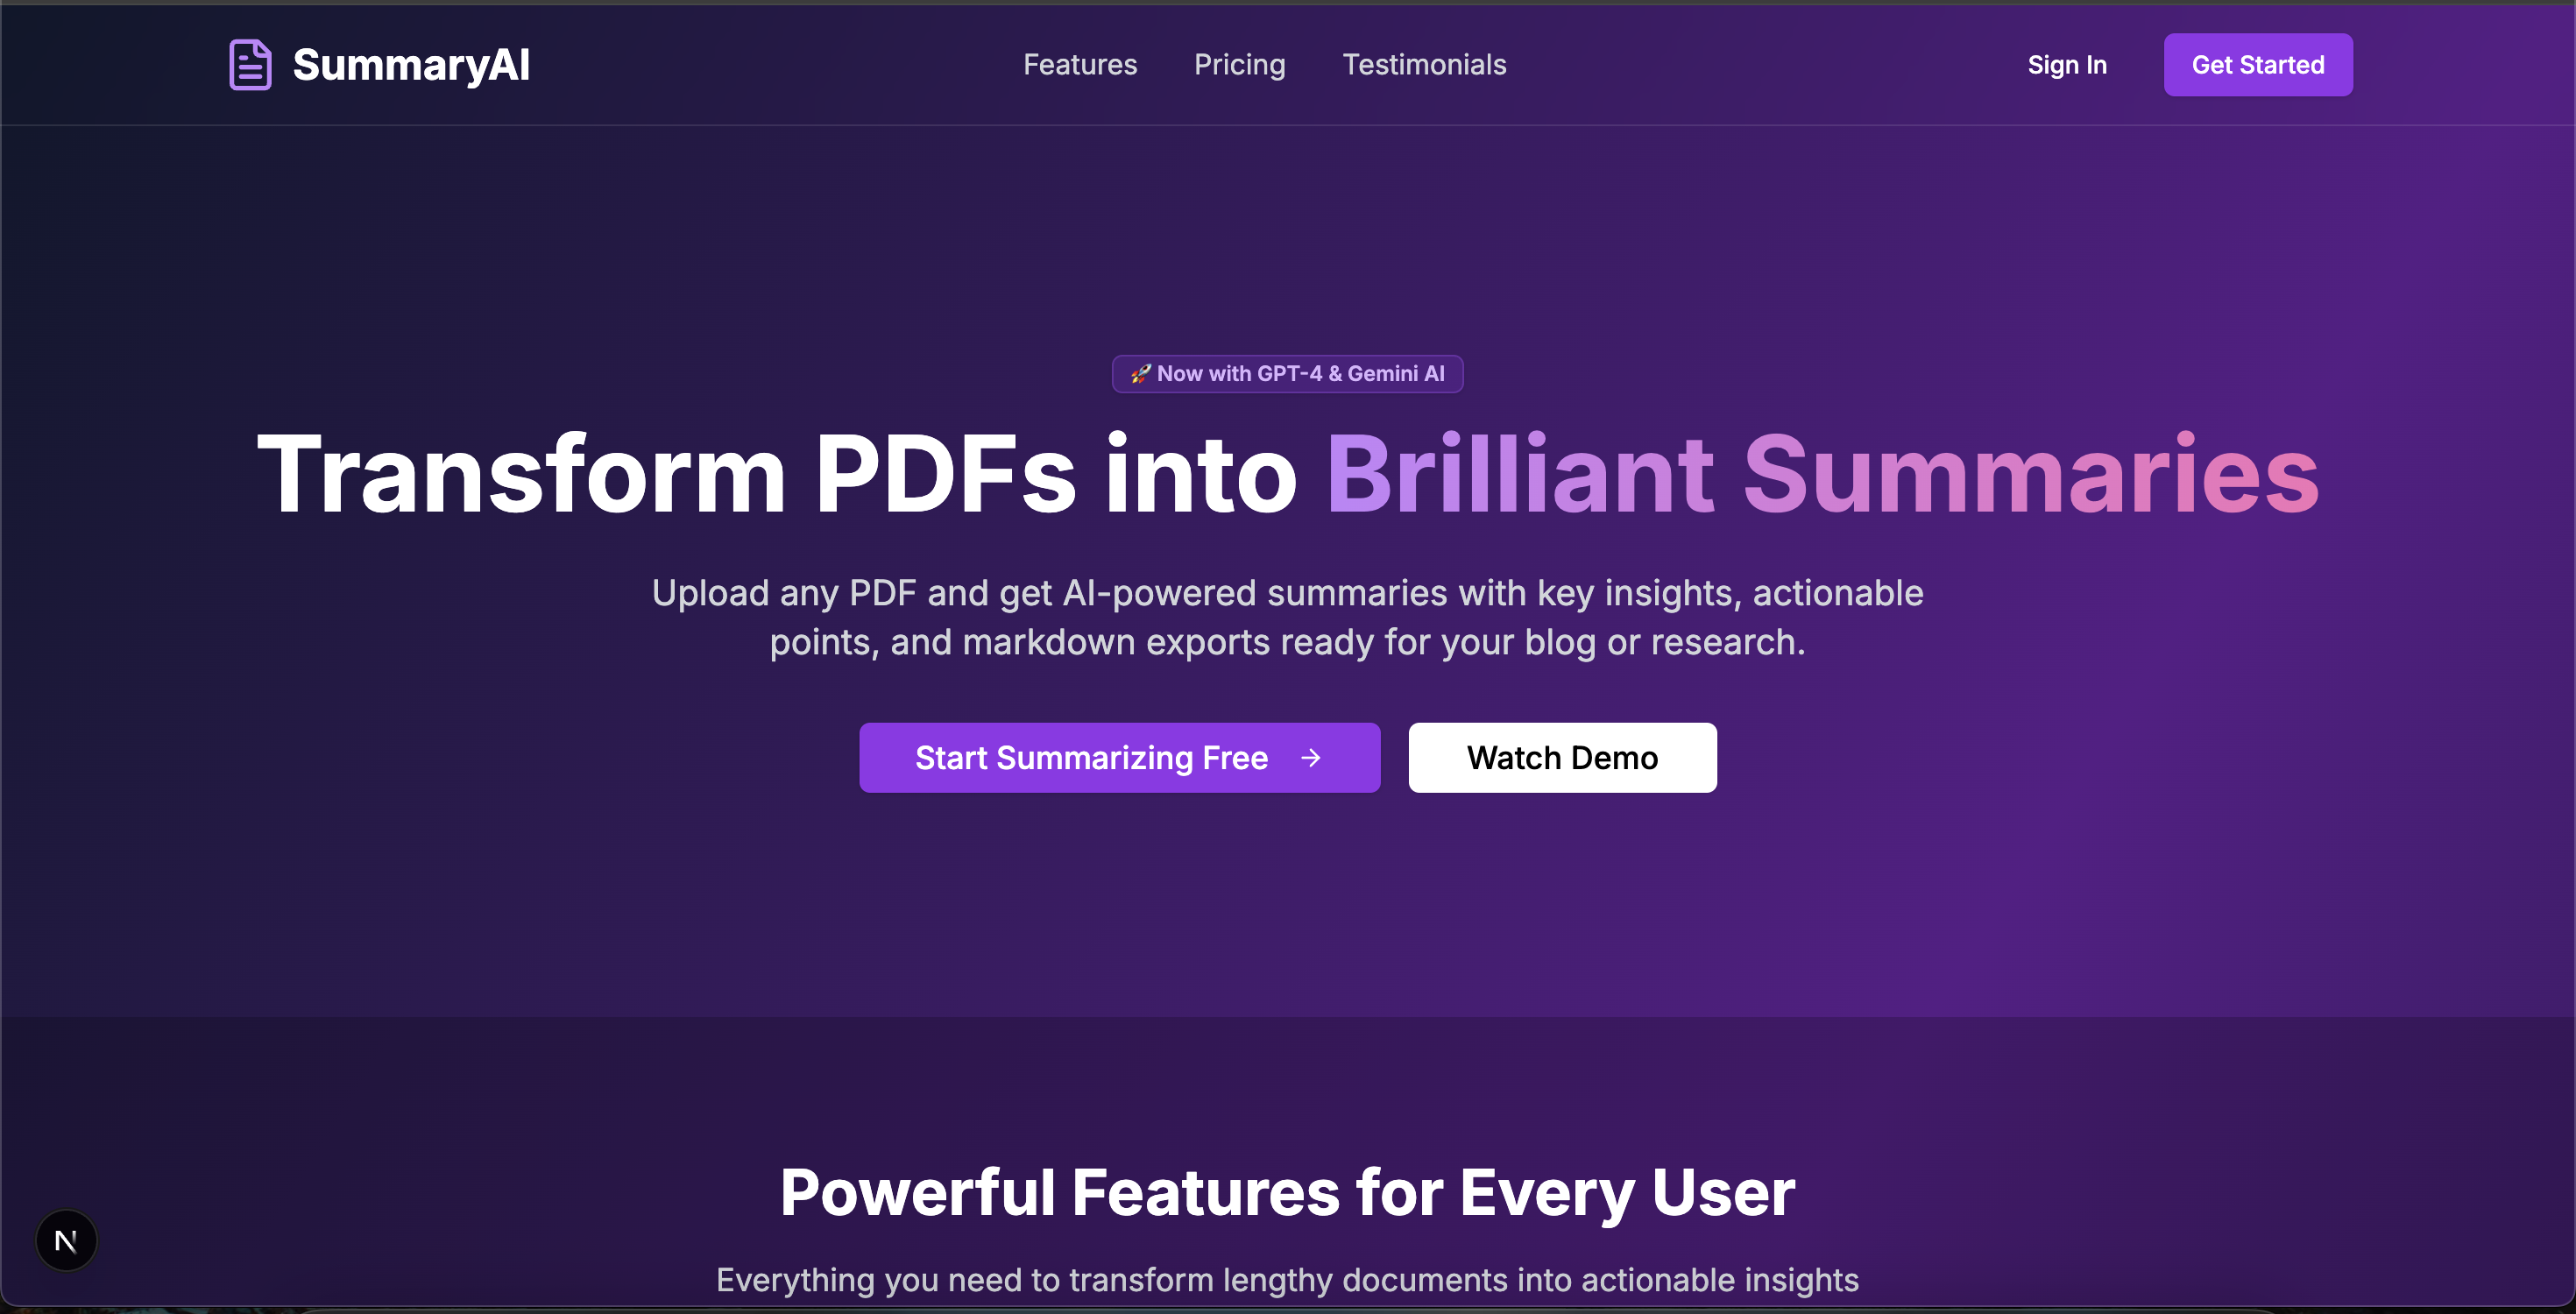 SummaryAI
Features
Pricing
Testimonials
Sign In
Get Started
🚀 Now with GPT-4 & Gemini AI
Transform PDFs into Brilliant Summaries
Upload any PDF and get AI-powered summaries with key insights, actionable
points, and markdown exports ready for your blog or research.
Start Summarizing Free →
Watch Demo
Powerful Features for Every User
N
Everything you need to transform lengthy documents into actionable insights